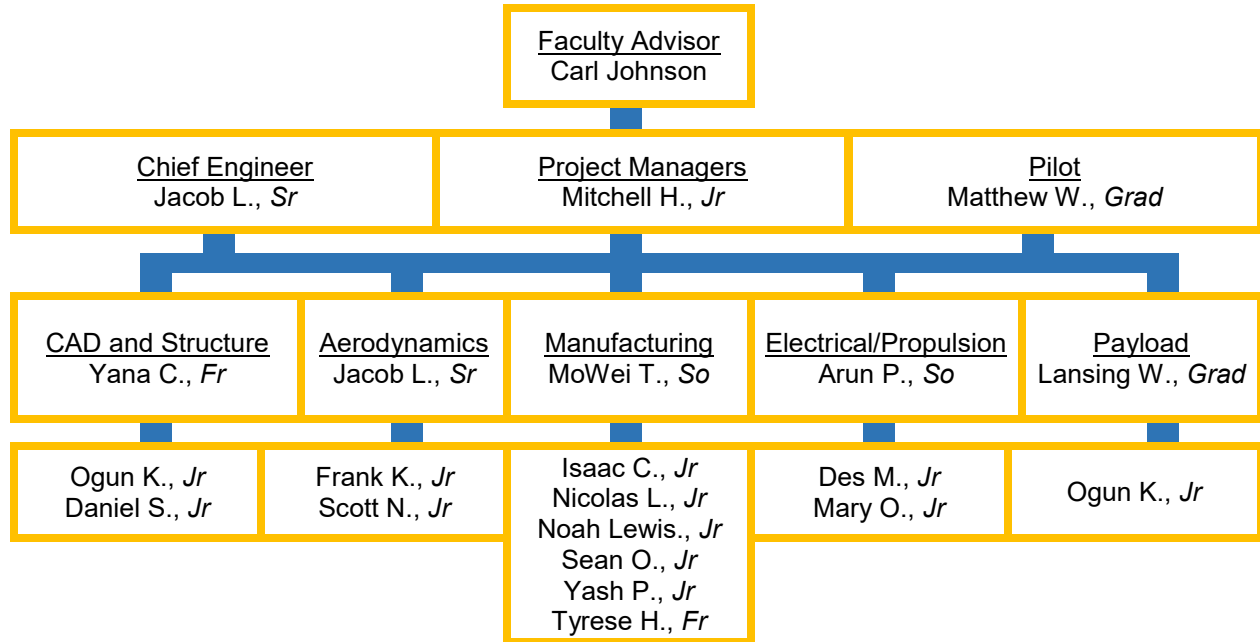 Faculty Advisor
Carl Johnson
Chief Engineer
Jacob L., Sr
Project Managers
Mitchell H., Jr
Pilot
Matthew W., Grad
CAD and Structure
Yana C., Fr
Aerodynamics
Jacob L., Sr
Manufacturing
MoWei T., So
Electrical/Propulsion
Arun P., So
Payload
Lansing W., Grad
Ogun K., Jr
Daniel S., Jr
Frank K., Jr
Scott N., Jr
Isaac C., Jr
Nicolas L., Jr
Noah Lewis., Jr
Sean O., Jr
Yash P., Jr
Tyrese H., Fr
Des M., Jr
Mary O., Jr
Ogun K., Jr